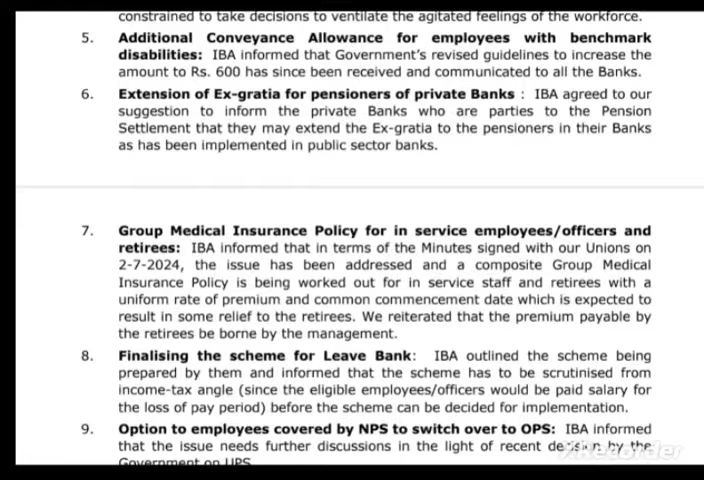 constrained to take decisions to ventilate the agitated feelings of the workforce.
5. Additional Conveyance Allowance for employees with benchmark
disabilities: IBA informed that Government's revised guidelines to increase the
amount to Rs. 600 has since been received and communicated to all the Banks.
6. Extension of Ex-gratia for pensioners of private Banks : IBA agreed to our
suggestion to inform the private Banks who are parties to the Pension
Settlement that they may extend the Ex-gratia to the pensioners in their Banks
as has been implemented in public sector banks.
7. Group Medical Insurance Policy for in service employees/officers and
retirees: IBA informed that in terms of the Minutes signed with our Unions on
2-7-2024, the issue has been addressed and a composite Group Medical
Insurance Policy is being worked out for in service staff and retirees with a
uniform rate of premium and common commencement date which is expected to
result in some relief to the retirees. We reiterated that the premium payable by
the retirees be borne by the management.
8. Finalising the scheme for Leave Bank: IBA outlined the scheme being
prepared by them and informed that the scheme has to be scrutinised from
income-tax angle (since the eligible employees/officers would be paid salary for
the loss of pay period) before the scheme can be decided for implementation.
9. Option to employees covered by NPS to switch over to OPS: IBA informed
that the issue needs further discussions in the light of recent decision by the
Government on UPS
Recorder